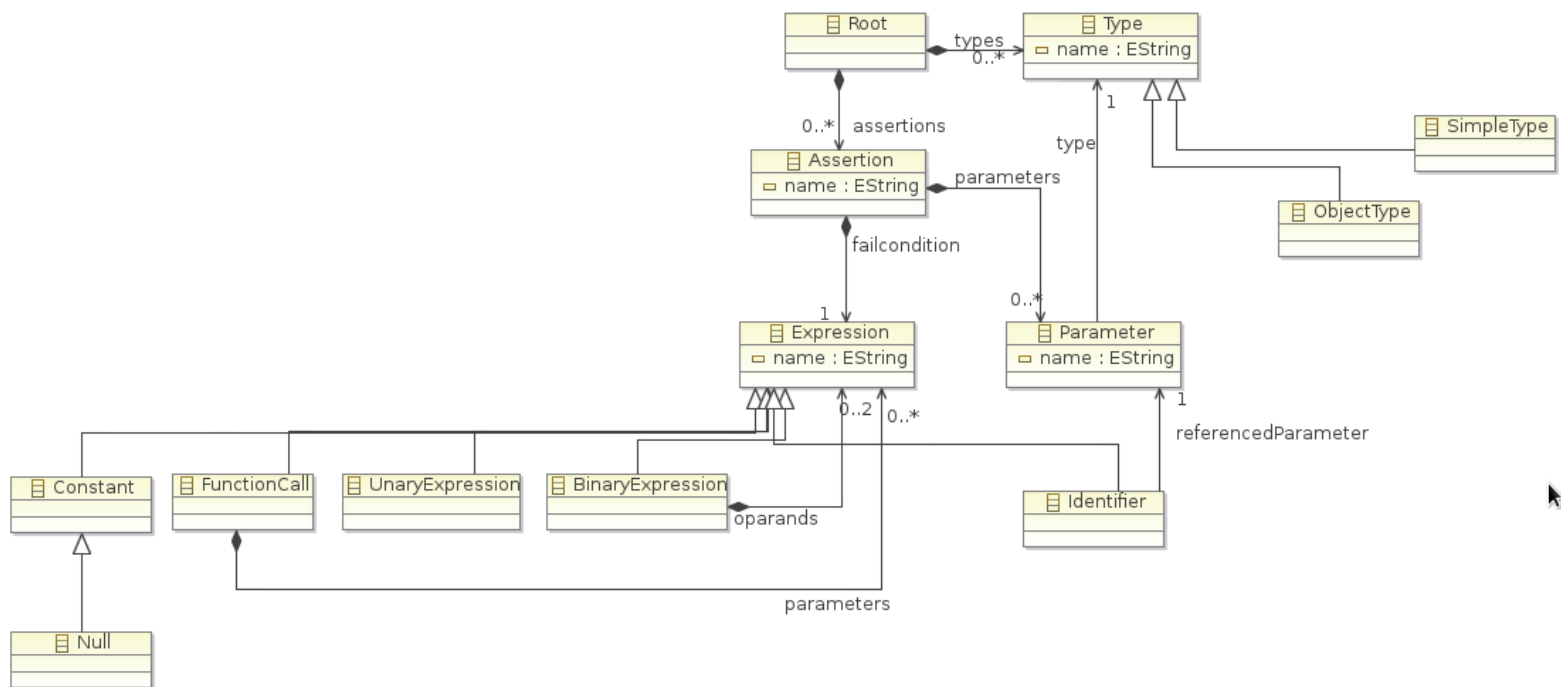 Root
Type
types
name : EString
0..*
1
0..* assertions
SimpleType
type
Assertion
parameters
name : EString
ObjectType
failcondition
0..*
1
Expression
Parameter
name : EString
name : EString
0..2
0..*
1
referencedParameter
Constant
FunctionCall
UnaryExpression
BinaryExpression
Identifier
oparands
parameters
Null